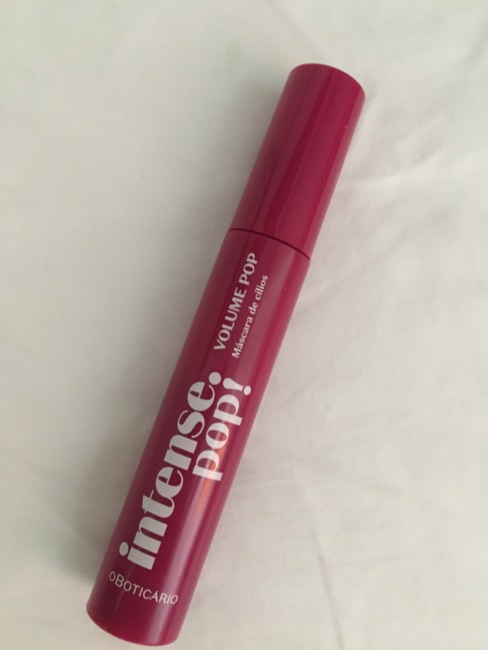 VOLUME POP
Máscara de cílios
intense.
pop!
oBOTICÁRIO